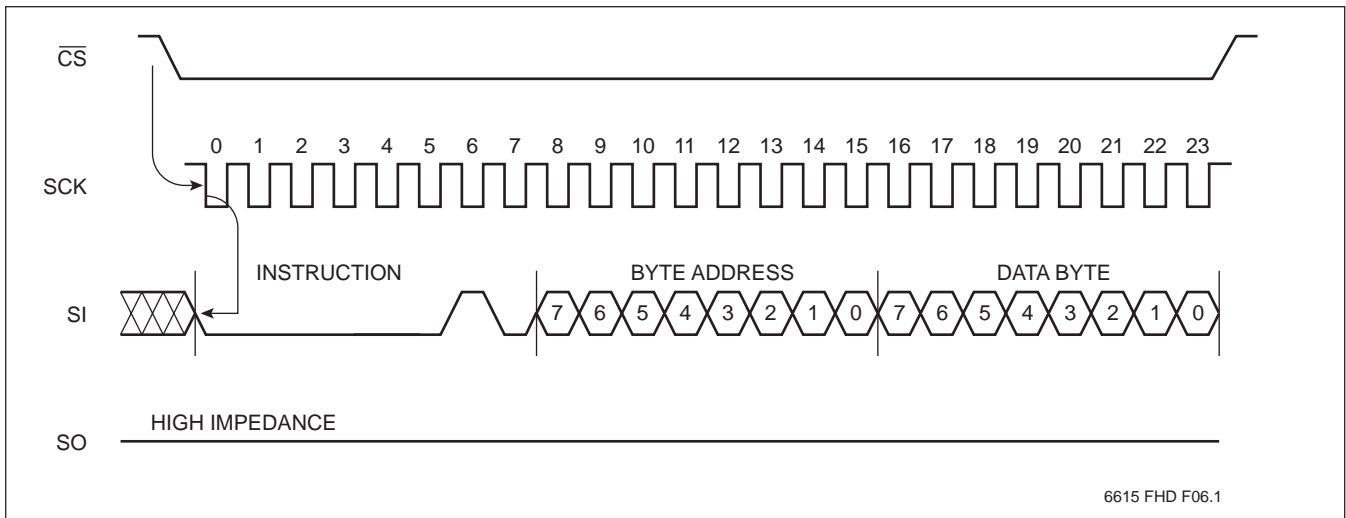 CS
0 1 2 3 4 5 6 7 8 9 10 11 12 13 14 15 16 17 18 19 20 21 22 23
SCK
INSTRUCTION BYTE ADDRESS DATA BYTE
SI 7 6 5 4 3 2 1 0 7 6 5 4 3 2 1 0
HIGH IMPEDANCE
SO
6615 FHD F06.1